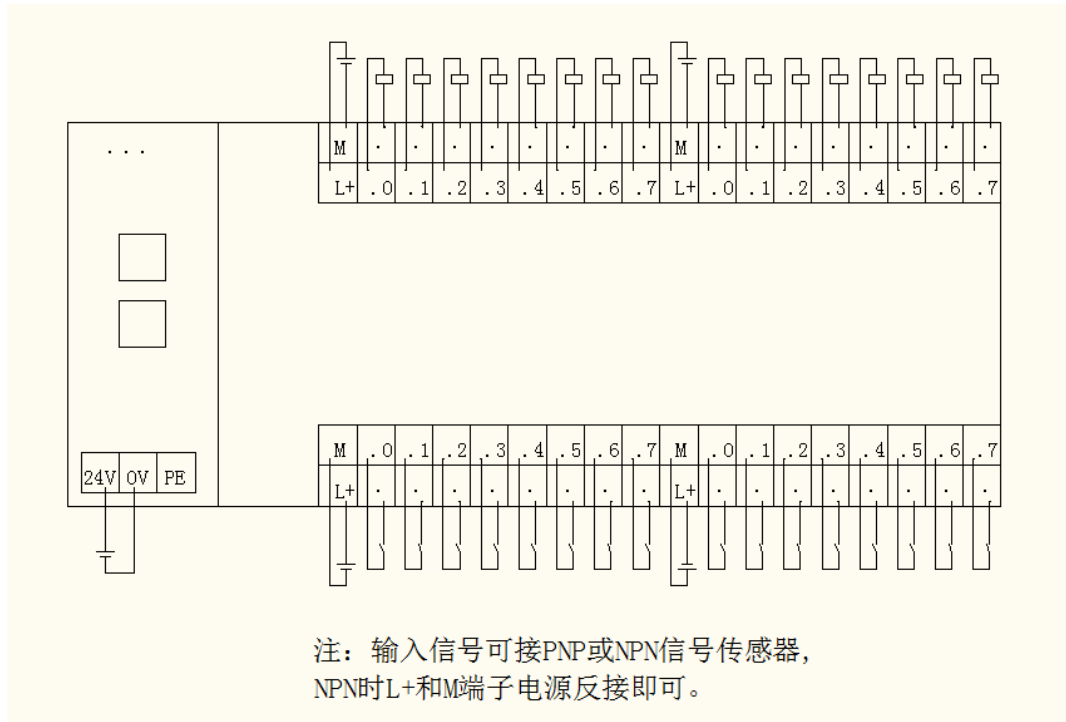 ...
M · · · · · · · · M · · · · · · · ·
L+ .0 .1 .2 .3 .4 .5 .6 .7 L+ .0 .1 .2 .3 .4 .5 .6 .7
M .0 .1 .2 .3 .4 .5 .6 .7 M .0 .1 .2 .3 .4 .5 .6 .7
24V 0V PE
L+ · · · · · · · · L+ · · · · · · · ·
注：输入信号可接PNP或NPN信号传感器，
NPN时L+和M端子电源反接即可。